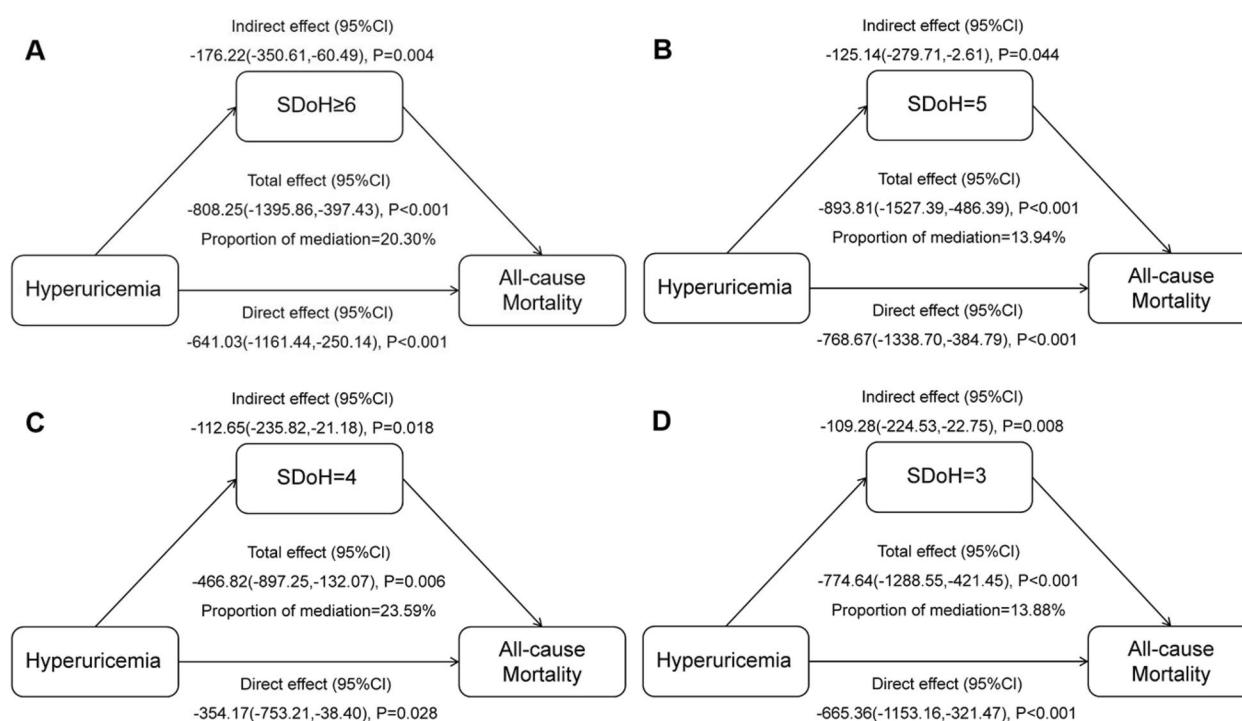 A
Indirect effect (95%CI)
-176.22(-350.61,-60.49), P=0.004
SDoH≥6
Total effect (95%CI)
-808.25(-1395.86,-397.43), P<0.001
Proportion of mediation=20.30%
Hyperuricemia
All-cause
Mortality
Direct effect (95%CI)
-641.03(-1161.44,-250.14), P<0.001
B
Indirect effect (95%CI)
-125.14(-279.71,-2.61), P=0.044
SDoH=5
Total effect (95%CI)
-893.81(-1527.39,-486.39), P<0.001
Proportion of mediation=13.94%
Hyperuricemia
All-cause
Mortality
Direct effect (95%CI)
-768.67(-1338.70,-384.79), P<0.001
C
Indirect effect (95%CI)
-112.65(-235.82,-21.18), P=0.018
SDoH=4
Total effect (95%CI)
-466.82(-897.25,-132.07), P=0.006
Proportion of mediation=23.59%
Hyperuricemia
All-cause
Mortality
Direct effect (95%CI)
-354.17(-753.21,-38.40), P=0.028
D
Indirect effect (95%CI)
-109.28(-224.53,-22.75), P=0.008
SDoH=3
Total effect (95%CI)
-774.64(-1288.55,-421.45), P<0.001
Proportion of mediation=13.88%
Hyperuricemia
All-cause
Mortality
Direct effect (95%CI)
-665.36(-1153.16,-321.47), P<0.001